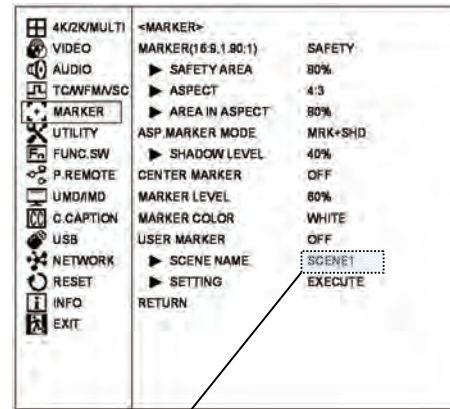 4K/2K/MULTI
VIDEO
AUDIO
TC/WFM/VSC
MARKER
UTILITY
Fn FUNC.SW
P.REMOTE
UMD/IMD
CC C.CAPTION
USB
NETWORK
RESET
i INFO
EXIT
<MARKER>
MARKER(16:9,1.90:1) SAFETY
▶ SAFETY AREA 80%
▶ ASPECT 4:3
▶ AREA IN ASPECT 80%
ASP.MARKER MODE MRK+SHD
▶ SHADOW LEVEL 40%
CENTER MARKER OFF
MARKER LEVEL 60%
MARKER COLOR WHITE
USER MARKER OFF
▶ SCENE NAME SCENE1
▶ SETTING EXECUTE
RETURN